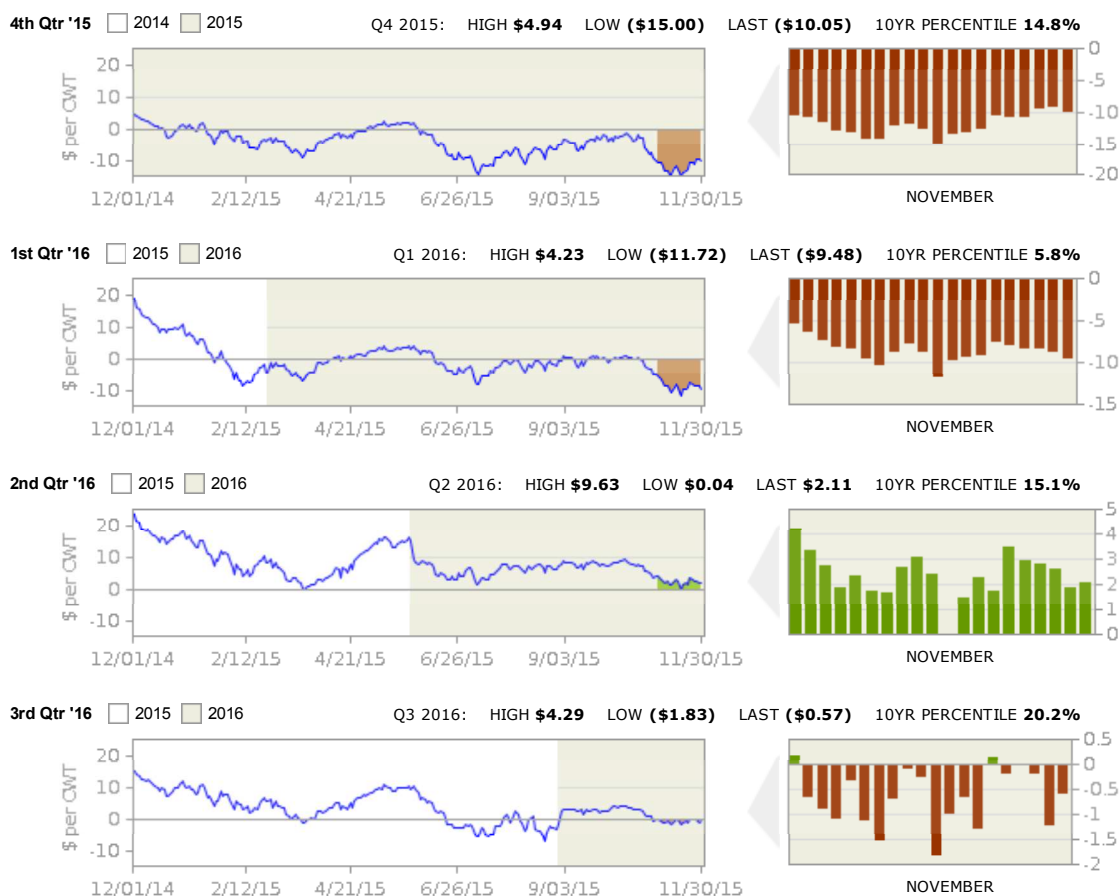 4th Qtr '15 2014 2015 Q4 2015: HIGH $4.94 LOW ($15.00) LAST ($10.05) 10YR PERCENTILE 14.8%
$ per CWT
20
10
0
-10
12/01/14 2/12/15 4/21/15 6/26/15 9/03/15 11/30/15
0
-5
-10
-15
-20
NOVEMBER
1st Qtr '16 2015 2016 Q1 2016: HIGH $4.23 LOW ($11.72) LAST ($9.48) 10YR PERCENTILE 5.8%
$ per CWT
20
10
0
-10
12/01/14 2/12/15 4/21/15 6/26/15 9/03/15 11/30/15
0
-5
-10
-15
NOVEMBER
2nd Qtr '16 2015 2016 Q2 2016: HIGH $9.63 LOW $0.04 LAST $2.11 10YR PERCENTILE 15.1%
$ per CWT
20
10
0
-10
12/01/14 2/12/15 4/21/15 6/26/15 9/03/15 11/30/15
5
4
3
2
1
0
NOVEMBER
3rd Qtr '16 2015 2016 Q3 2016: HIGH $4.29 LOW ($1.83) LAST ($0.57) 10YR PERCENTILE 20.2%
$ per CWT
20
10
0
-10
12/01/14 2/12/15 4/21/15 6/26/15 9/03/15 11/30/15
0.5
0
-0.5
-1
-1.5
-2
NOVEMBER